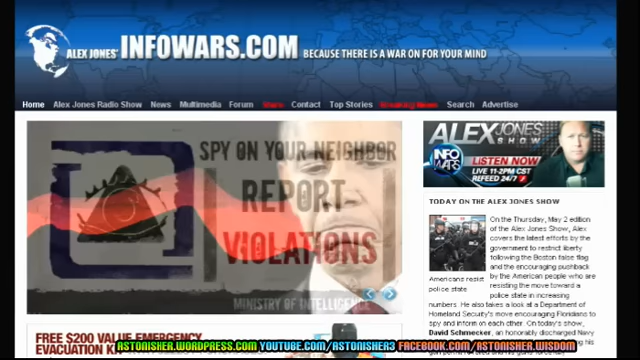 ALEX JONES' INFOWARS.COM BECAUSE THERE IS A WAR ON FOR YOUR MIND
Home Alex Jones Radio Show News Multimedia Forum Store Contact Top Stories Breaking News Search Advertise
SPY ON YOUR NEIGHBOR
REPORT
VIOLATIONS
MINISTRY OF INTELLIGENCE
ALEX JONES
SHOW
INFO
WARS
LISTEN NOW
LIVE 11-2PM CST
REFEED 24/7
TODAY ON THE ALEX JONES SHOW
On the Thursday, May 2 edition
of the Alex Jones Show, Alex
covers the latest efforts by the
government to restrict liberty
following the Boston false flag
and the encouraging pushback
by the American people who are
Americans resist
police state
resisting the move toward a
police state in increasing
numbers. He also takes a look at Department of
Homeland Security's move encouraging Floridians to
spy and inform on each other. On today's show,
David Schmecker, an honorably discharged Navy
FREE $200 VALUE EMERGENCY
EVACUATION KIT
ASTONISHER.WORDPRESS.COM YOUTUBE.COM/ASTONISHER3 FACEBOOK.COM/ASTONISHER.WISDOM